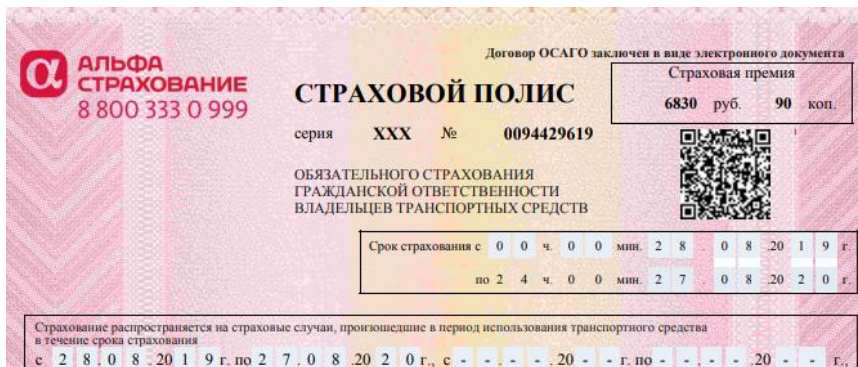 Договор ОСАГО заключен в виде электронного документа
АЛЬФА
СТРАХОВАНИЕ
8 800 333 0 999
Страховая премия
6830 руб. 90 коп.
СТРАХОВОЙ ПОЛИС
серия XXX № 0094429619
ОБЯЗАТЕЛЬНОГО СТРАХОВАНИЯ
ГРАЖДАНСКОЙ ОТВЕТСТВЕННОСТИ
ВЛАДЕЛЬЦЕВ ТРАНСПОРТНЫХ СРЕДСТВ
Срок страхования с 0 0 ч. 0 0 мин. 2 8 . 0 8 .20 1 9 г.
по 2 4 ч. 0 0 мин. 2 7 . 0 8 .20 2 0 г.
Страхование распространяется на страховые случаи, произошедшие в период использования транспортного средства
в течение срока страхования
с 2 8 . 0 8 .20 1 9 г. по 2 7 . 0 8 .20 2 0 г., с - - . - - .20 - - г. по - - . - - .20 - - г.,